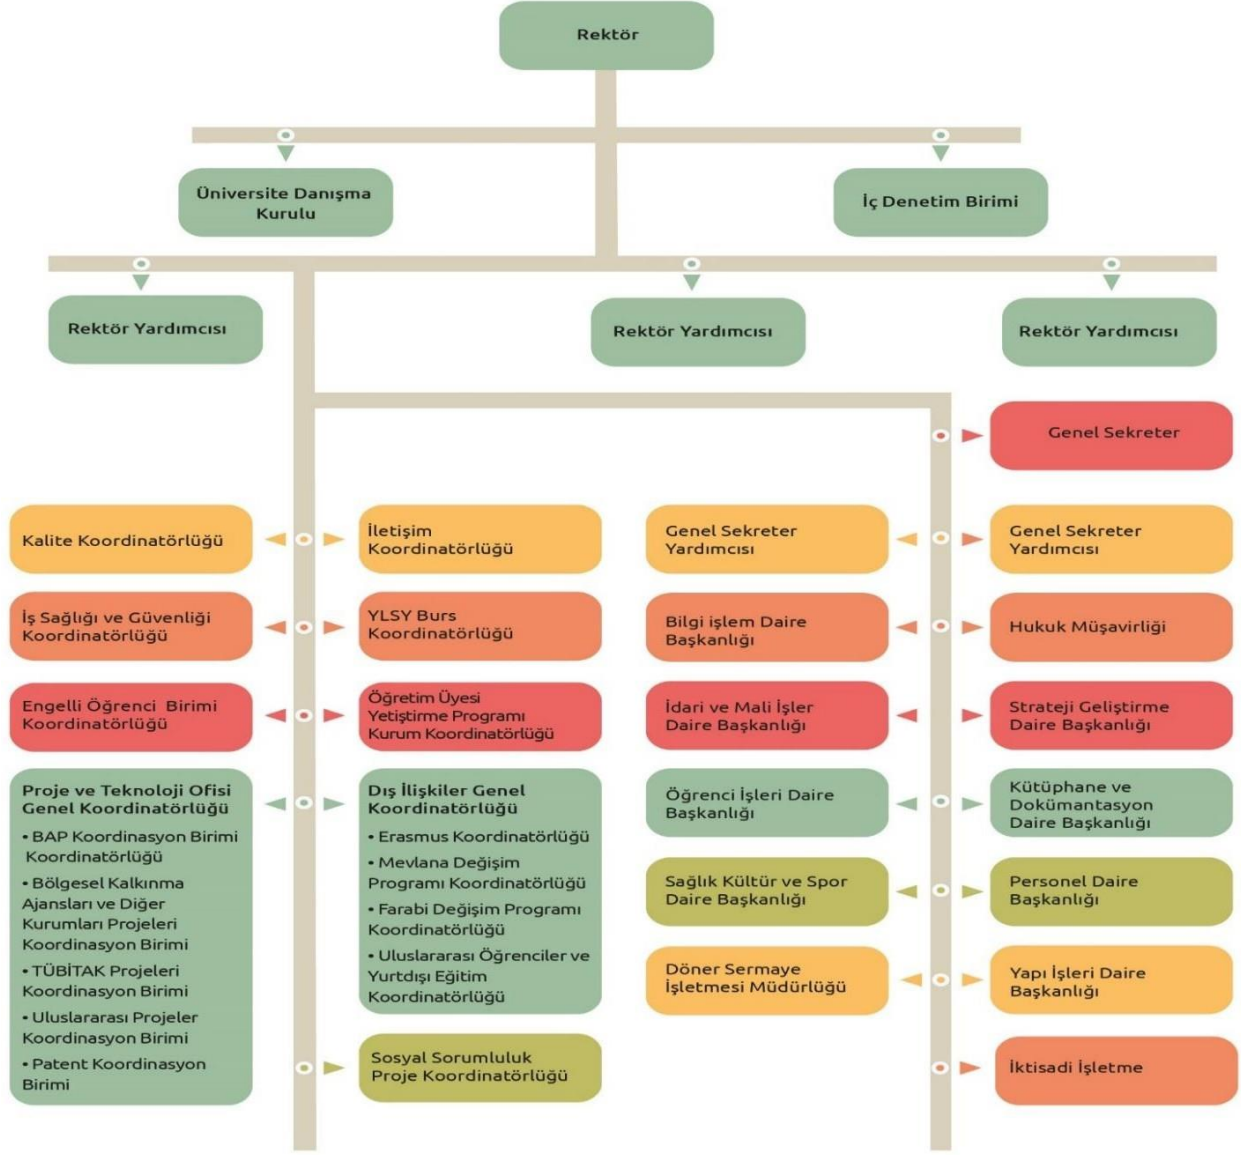 Rektör
Üniversite Danışma
Kurulu
İç Denetim Birimi
Rektör Yardımcısı
Rektör Yardımcısı
Rektör Yardımcısı
Genel Sekreter
Kalite Koordinatörlüğü
İletişim
Koordinatörlüğü
Genel Sekreter
Yardımcısı
Genel Sekreter
Yardımcısı
İş Sağlığı ve Güvenliği
Koordinatörlüğü
YLSY Burs
Koordinatörlüğü
Bilgi işlem Daire
Başkanlığı
Hukuk Müşavirliği
Engelli Öğrenci Birimi
Koordinatörlüğü
Öğretim Üyesi
Yetiştirme Programı
Kurum Koordinatörlüğü
İdari ve Mali İşler
Daire Başkanlığı
Strateji Geliştirme
Daire Başkanlığı
Proje ve Teknoloji Ofisi
Genel Koordinatörlüğü
• BAP Koordinasyon Birimi
Koordinatörlüğü
• Bölgesel Kalkınma
Ajansları ve Diğer
Kurumları Projeleri
Koordinasyon Birimi
• TÜBİTAK Projeleri
Koordinasyon Birimi
• Uluslararası Projeler
Koordinasyon Birimi
• Patent Koordinasyon
Birimi
Dış İlişkiler Genel
Koordinatörlüğü
• Erasmus Koordinatörlüğü
• Mevlana Değişim
Programı Koordinatörlüğü
• Farabi Değişim Programı
Koordinatörlüğü
• Uluslararası Öğrenciler ve
Yurtdışı Eğitim
Koordinatörlüğü
Öğrenci İşleri Daire
Başkanlığı
Kütüphane ve
Dokümantasyon
Daire Başkanlığı
Sağlık Kültür ve Spor
Daire Başkanlığı
Personel Daire
Başkanlığı
Döner Sermaye
İşletmesi Müdürlüğü
Yapı İşleri Daire
Başkanlığı
Sosyal Sorumluluk
Proje Koordinatörlüğü
İktisadi İşletme